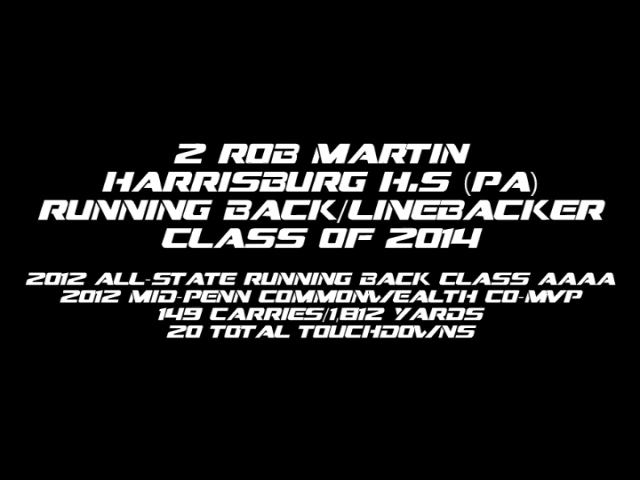 2 ROB MARTIN
HARRISBURG H.S (PA)
RUNNING BACK/LINEBACKER
CLASS OF 2014
2012 ALL-STATE RUNNING BACK CLASS AAAA
2012 MID-PENN COMMONWEALTH CO-MVP
149 CARRIES/1,812 YARDS
20 TOTAL TOUCHDOWNS